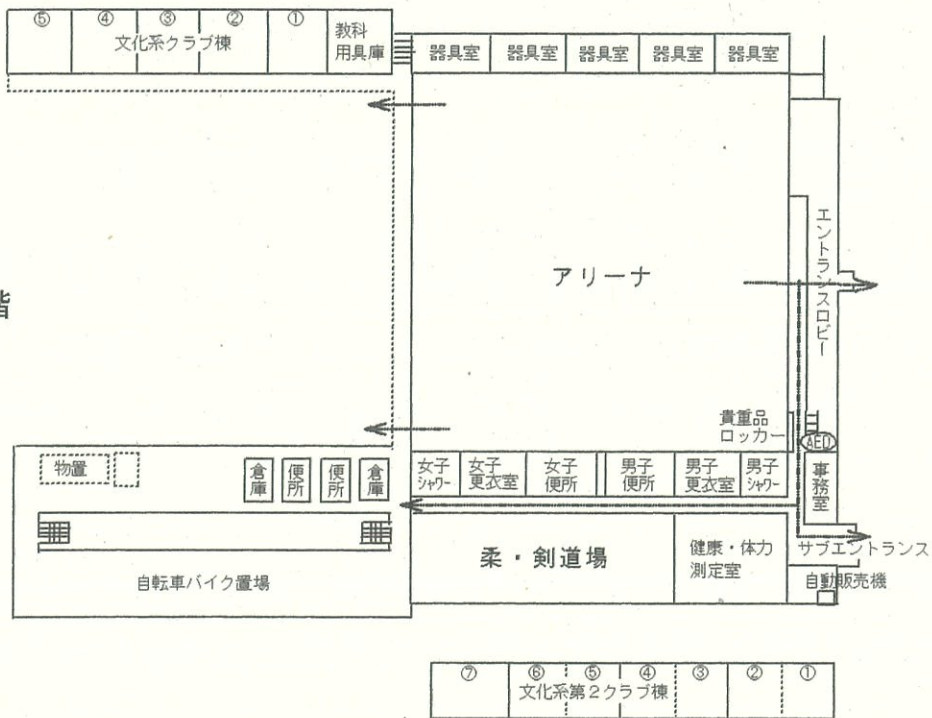 ⑤ ④ ③ ② ①
文化系クラブ棟
教科
用具庫
器具室 器具室 器具室 器具室 器具室
階
アリーナ
エントランスロビー
貴重品
ロッカー
AED
事務室
物置
倉庫
便所
便所
倉庫
女子
シャワー
女子
更衣室
女子
便所
男子
便所
男子
更衣室
男子
シャワー
柔・剣道場
健康・体力
測定室
サブエントランス
自動販売機
自転車バイク置場
⑦ ⑥ ⑤ ④ ③ ② ①
文化系第2クラブ棟